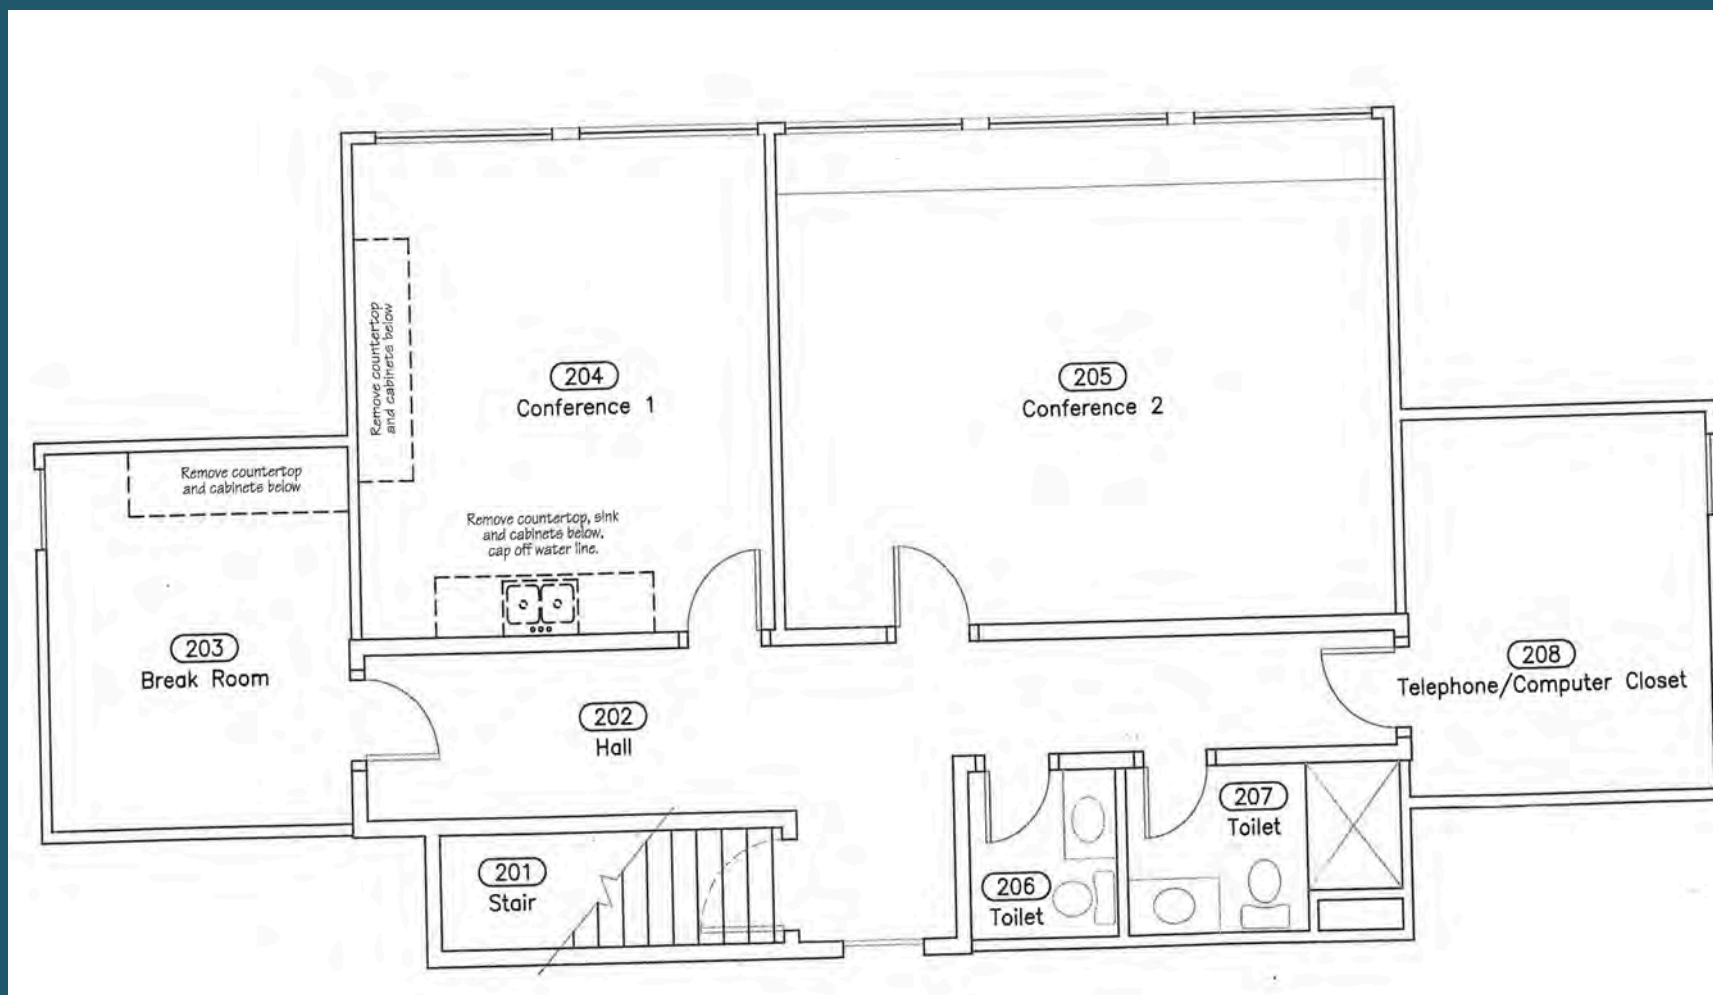 204
Conference 1
205
Conference 2
Remove countertop
and cabinets below
Remove countertop
and cabinets below
Remove countertop, sink
and cabinets below,
cap off water line.
203
Break Room
202
Hall
208
Telephone/Computer Closet
201
Stair
206
Toilet
207
Toilet